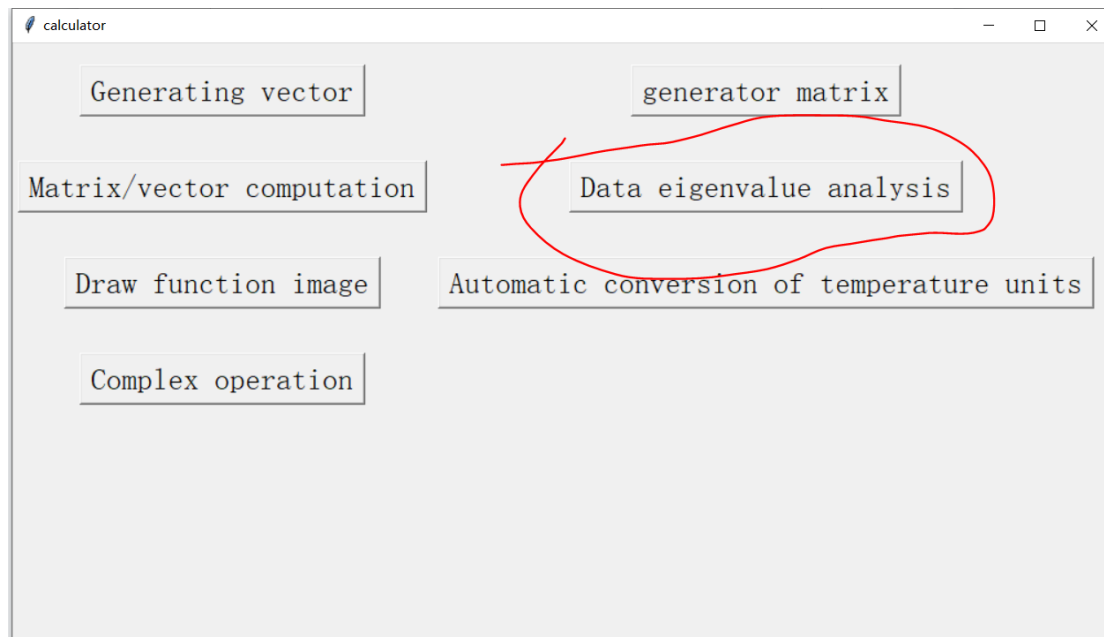 calculator
Generating vector
generator matrix
Matrix/vector computation
Data eigenvalue analysis
Draw function image
Automatic conversion of temperature units
Complex operation